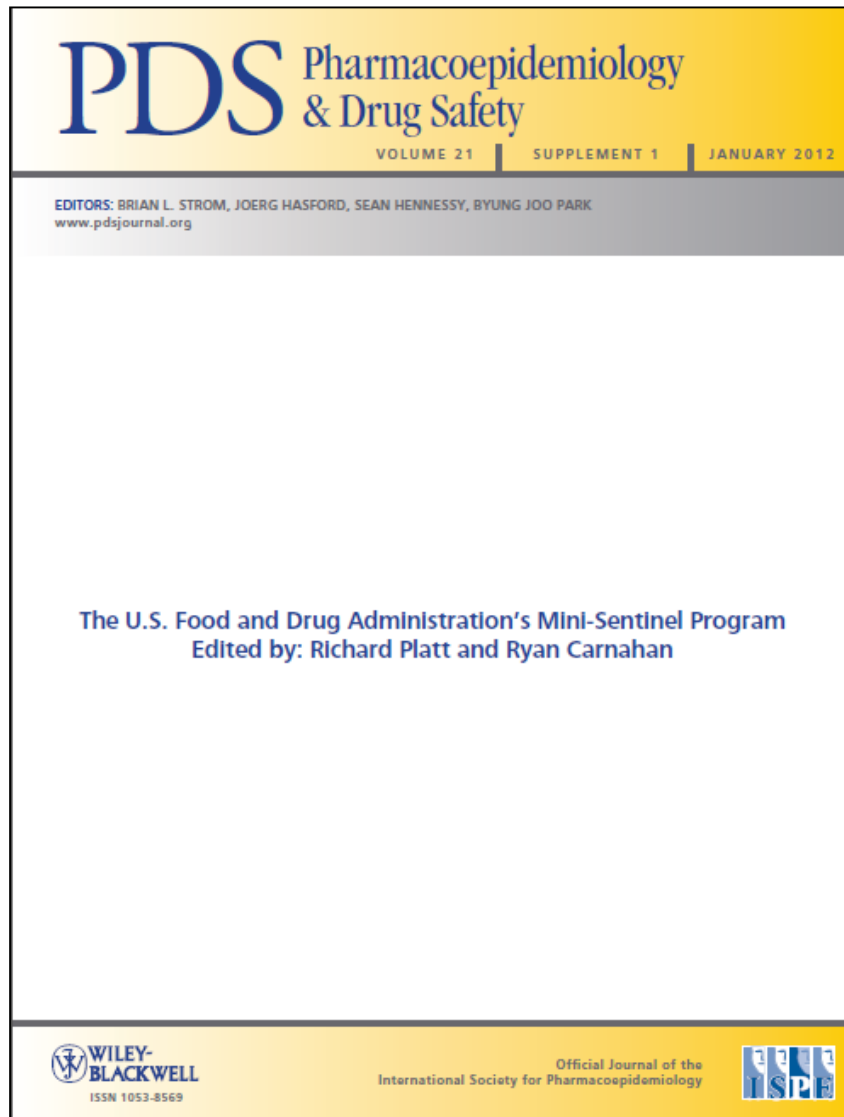 PDS Pharmacoepidemiology
& Drug Safety
VOLUME 21 SUPPLEMENT 1 JANUARY 2012
EDITORS: BRIAN L. STROM, JOERG HASFORD, SEAN HENNESSY, BYUNG JOO PARK
www.pdsjournal.org
The U.S. Food and Drug Administration's Mini-Sentinel Program
Edited by: Richard Platt and Ryan Carnahan
WILEY-
BLACKWELL
ISSN 1053-8569
Official Journal of the
International Society for Pharmacoepidemiology
ISPE